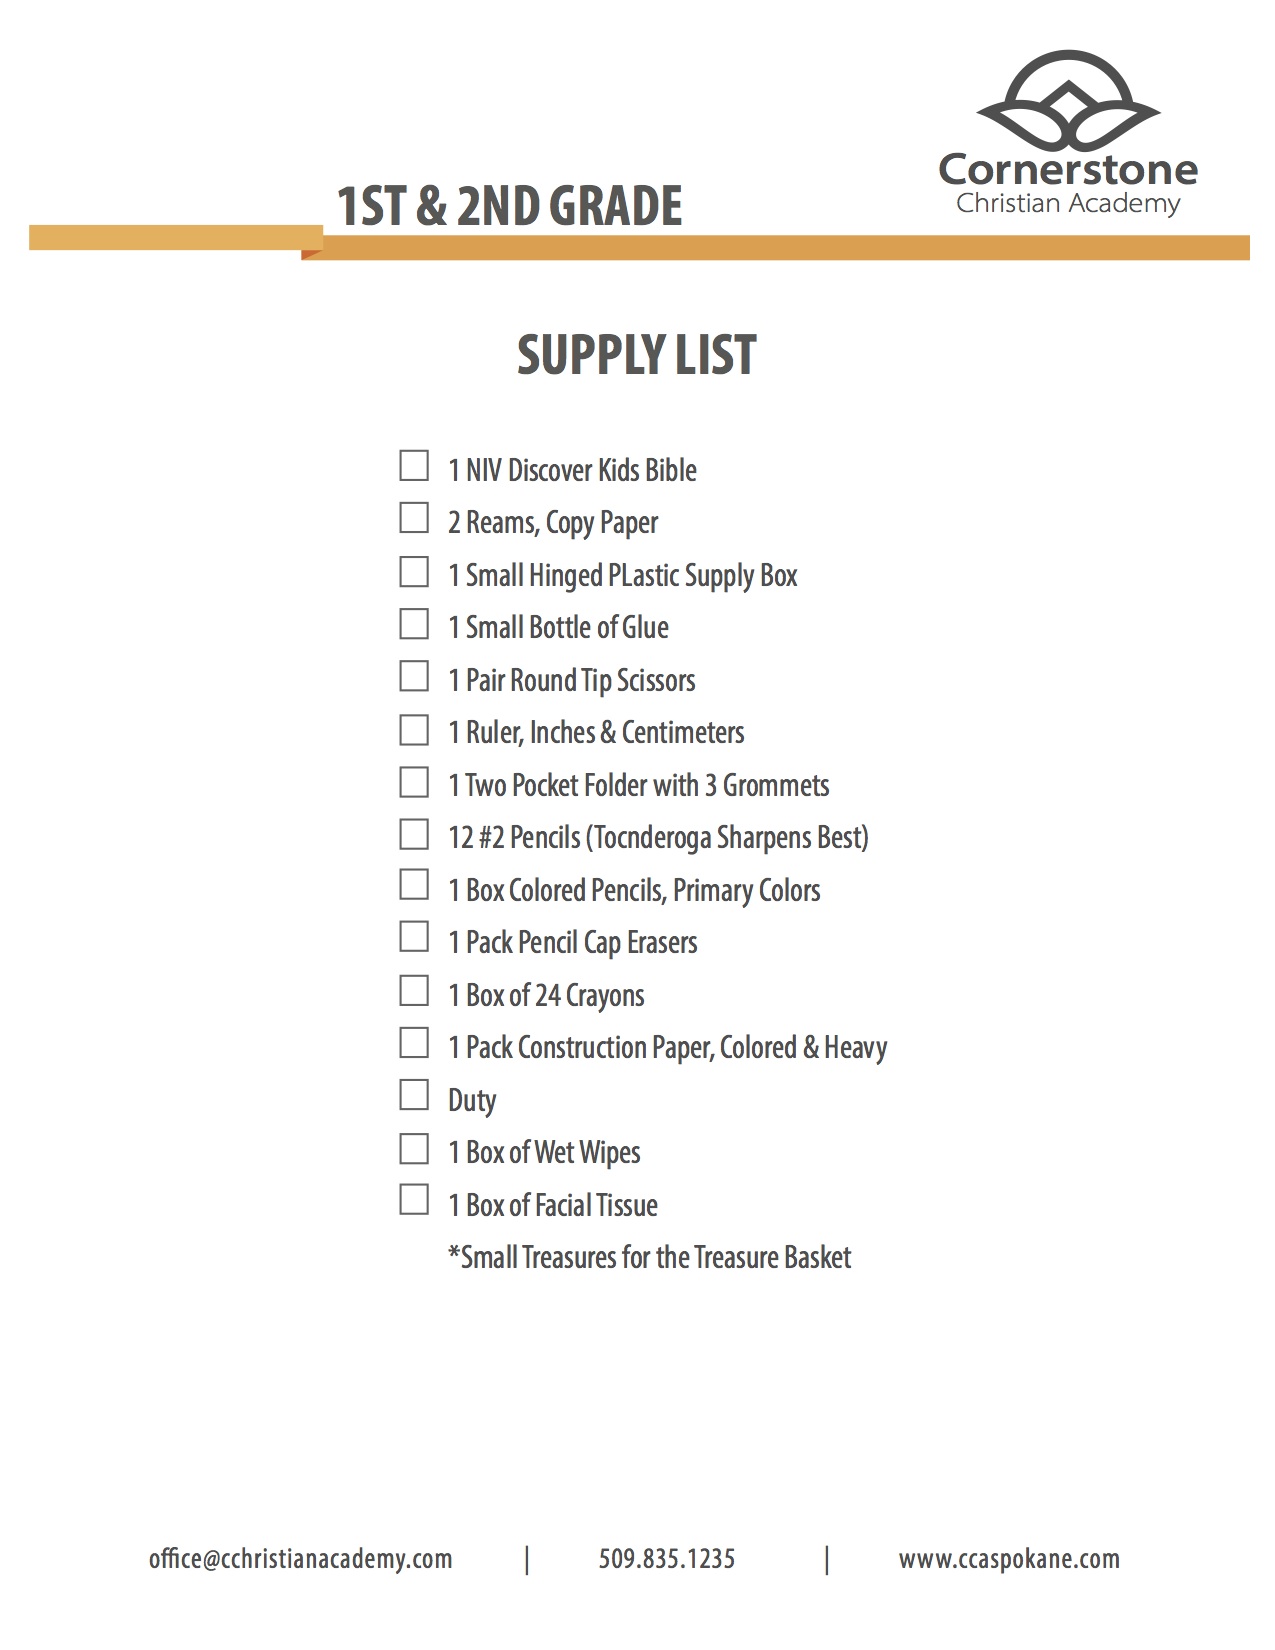 Cornerstone
Christian Academy
1ST & 2ND GRADE
SUPPLY LIST
1 NIV Discover Kids Bible
2 Reams, Copy Paper
1 Small Hinged PLastic Supply Box
1 Small Bottle of Glue
1 Pair Round Tip Scissors
1 Ruler, Inches & Centimeters
1 Two Pocket Folder with 3 Grommets
12 #2 Pencils (Tocnderoga Sharpens Best)
1 Box Colored Pencils, Primary Colors
1 Pack Pencil Cap Erasers
1 Box of 24 Crayons
1 Pack Construction Paper, Colored & Heavy
Duty
1 Box of Wet Wipes
1 Box of Facial Tissue
*Small Treasures for the Treasure Basket
office@cchristianacademy.com | 509.835.1235 | www.ccaspokane.com